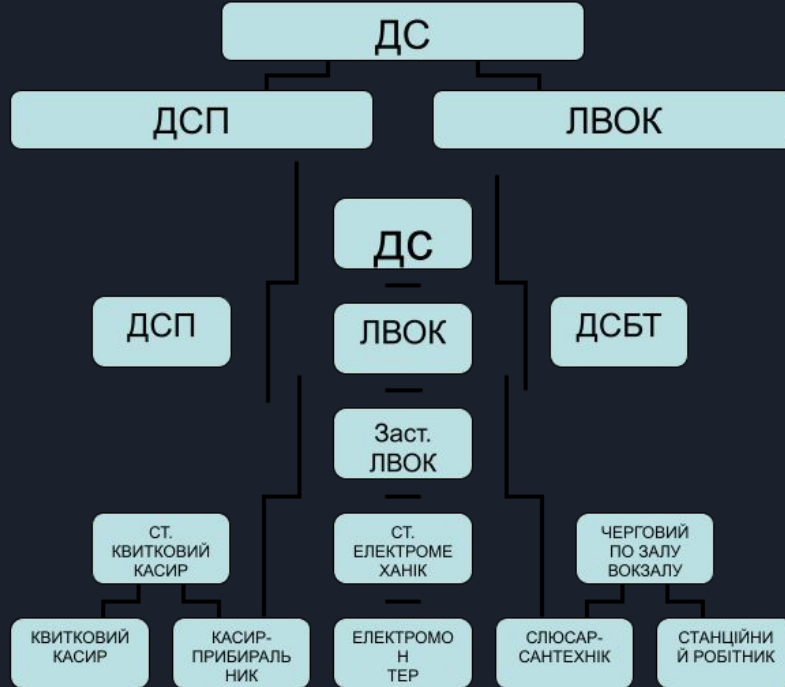 ДС
ДСП
ЛВОК
ДС
ДСП
ЛВОК
ДСБТ
Заст.
ЛВОК
СТ.
КВИТКОВИЙ
КАСИР
СТ.
ЕЛЕКТРОМЕ
ХАНІК
ЧЕРГОВИЙ
ПО ЗАЛУ
ВОКЗАЛУ
КВИТКОВИЙ
КАСИР
КАСИР-
ПРИБИРАЛЬ
НИК
ЕЛЕКТРОМО
Н
ТЕР
СЛЮСАР-
САНТЕХНІК
СТАНЦІЙНИ
Й РОБІТНИК